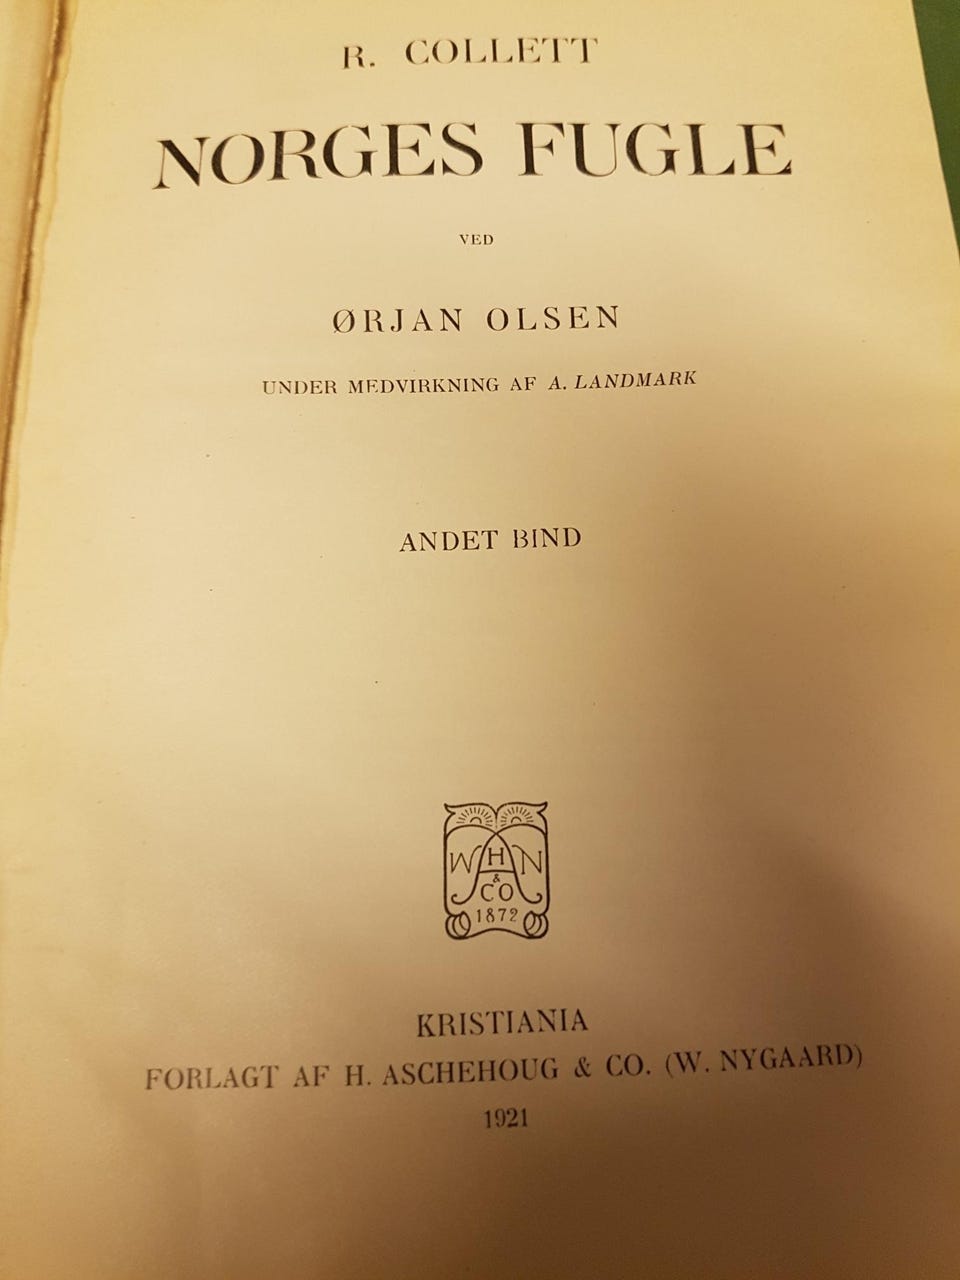 R. COLLETT
NORGES FUGLE
VED
ØRJAN OLSEN
UNDER MEDVIRKNING AF A. LANDMARK
ANDET BIND
W H N
&
CO
1872
KRISTIANIA
FORLAGT AF H. ASCHEHOUG & CO. (W. NYGAARD)
1921